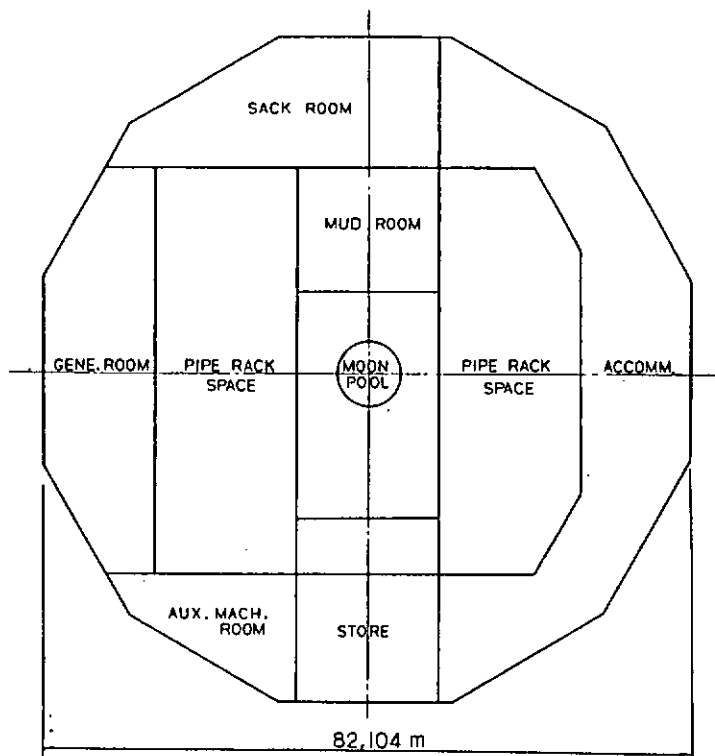 SACK ROOM
MUD ROOM
GENE. ROOM
PIPE RACK
SPACE
MOON
POOL
PIPE RACK
SPACE
ACCOMM.
AUX. MACH.
ROOM
STORE
82,104 m